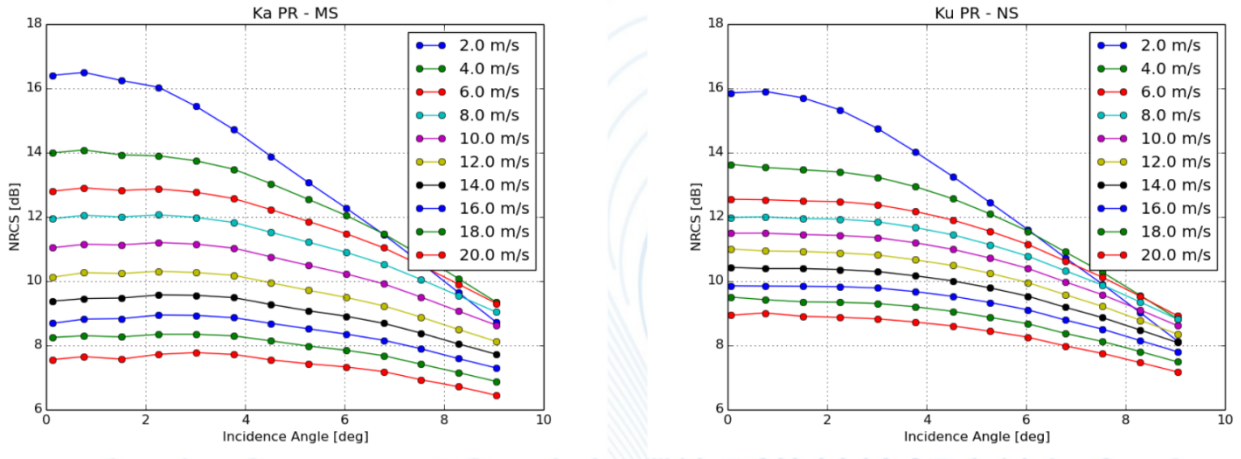 Ka PR - MS
18
16
14
12
10
8
6
NRCS [dB]
0
2
4
6
8
10
Incidence Angle [deg]
2.0 m/s
4.0 m/s
6.0 m/s
8.0 m/s
10.0 m/s
12.0 m/s
14.0 m/s
16.0 m/s
18.0 m/s
20.0 m/s
Ku PR - NS
18
16
14
12
10
8
6
NRCS [dB]
0
2
4
6
8
10
Incidence Angle [deg]
2.0 m/s
4.0 m/s
6.0 m/s
8.0 m/s
10.0 m/s
12.0 m/s
14.0 m/s
16.0 m/s
18.0 m/s
20.0 m/s